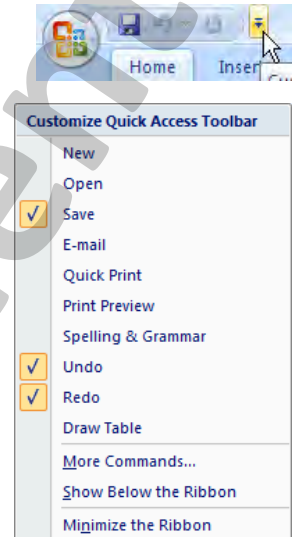 Home Inser
Customize Quick Access Toolbar
New
Open
Save
E-mail
Quick Print
Print Preview
Spelling & Grammar
Undo
Redo
Draw Table
More Commands...
Show Below the Ribbon
Minimize the Ribbon